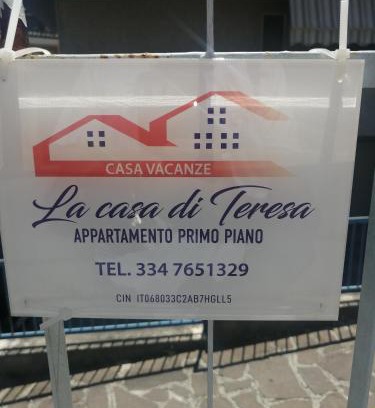 CASA VACANZE
La casa di Teresa
APPARTAMENTO PRIMO PIANO
TEL. 334 7651329
CIN IT068033C2AB7HGLL5